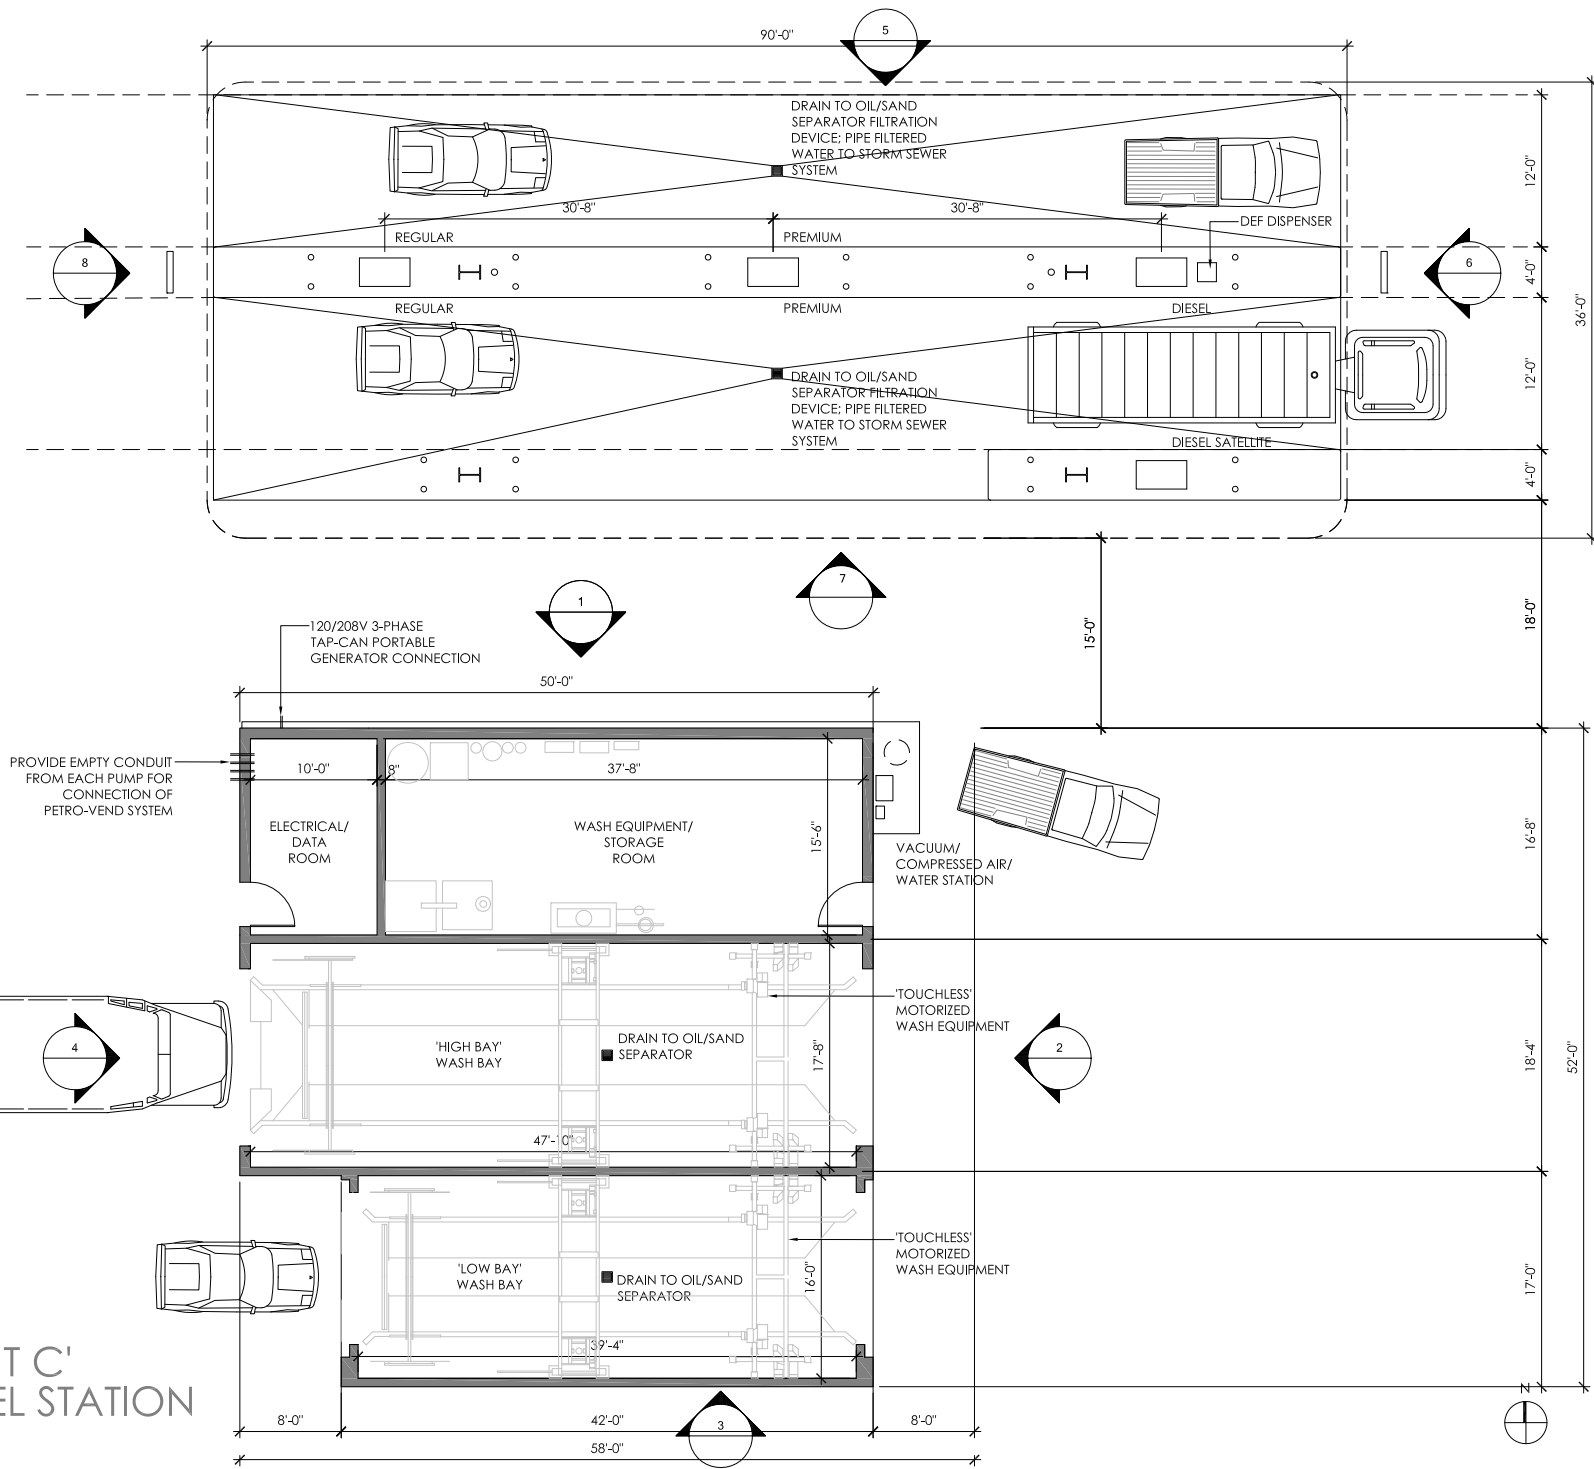 5
90'-0"
DRAIN TO OIL/SAND
SEPARATOR FILTRATION
DEVICE; PIPE FILTERED
WATER TO STORM SEWER
SYSTEM
12'-0"
30'-8"
30'-8"
DEF DISPENSER
REGULAR
PREMIUM
8
6
4'-0"
36'-0"
REGULAR
PREMIUM
DIESEL
12'-0"
DRAIN TO OIL/SAND
SEPARATOR FILTRATION
DEVICE; PIPE FILTERED
WATER TO STORM SEWER
SYSTEM
DIESEL SATELLITE
4'-0"
7
1
15'-0"
18'-0"
120/208V 3-PHASE
TAP-CAN PORTABLE
GENERATOR CONNECTION
50'-0"
PROVIDE EMPTY CONDUIT
FROM EACH PUMP FOR
CONNECTION OF
PETRO-VEND SYSTEM
10'-0"
8"
37'-8"
ELECTRICAL/
DATA
ROOM
WASH EQUIPMENT/
STORAGE
ROOM
15'-6"
VACUUM/
COMPRESSED AIR/
WATER STATION
16'-8"
'TOUCHLESS'
MOTORIZED
WASH EQUIPMENT
4
'HIGH BAY'
WASH BAY
DRAIN TO OIL/SAND
SEPARATOR
17'-8"
2
18'-4"
52'-0"
47'-10"
'TOUCHLESS'
MOTORIZED
WASH EQUIPMENT
'LOW BAY'
WASH BAY
DRAIN TO OIL/SAND
SEPARATOR
16'-0"
17'-0"
39'-4"
T C'
EL STATION
N
8'-0"
42'-0"
3
8'-0"
58'-0"